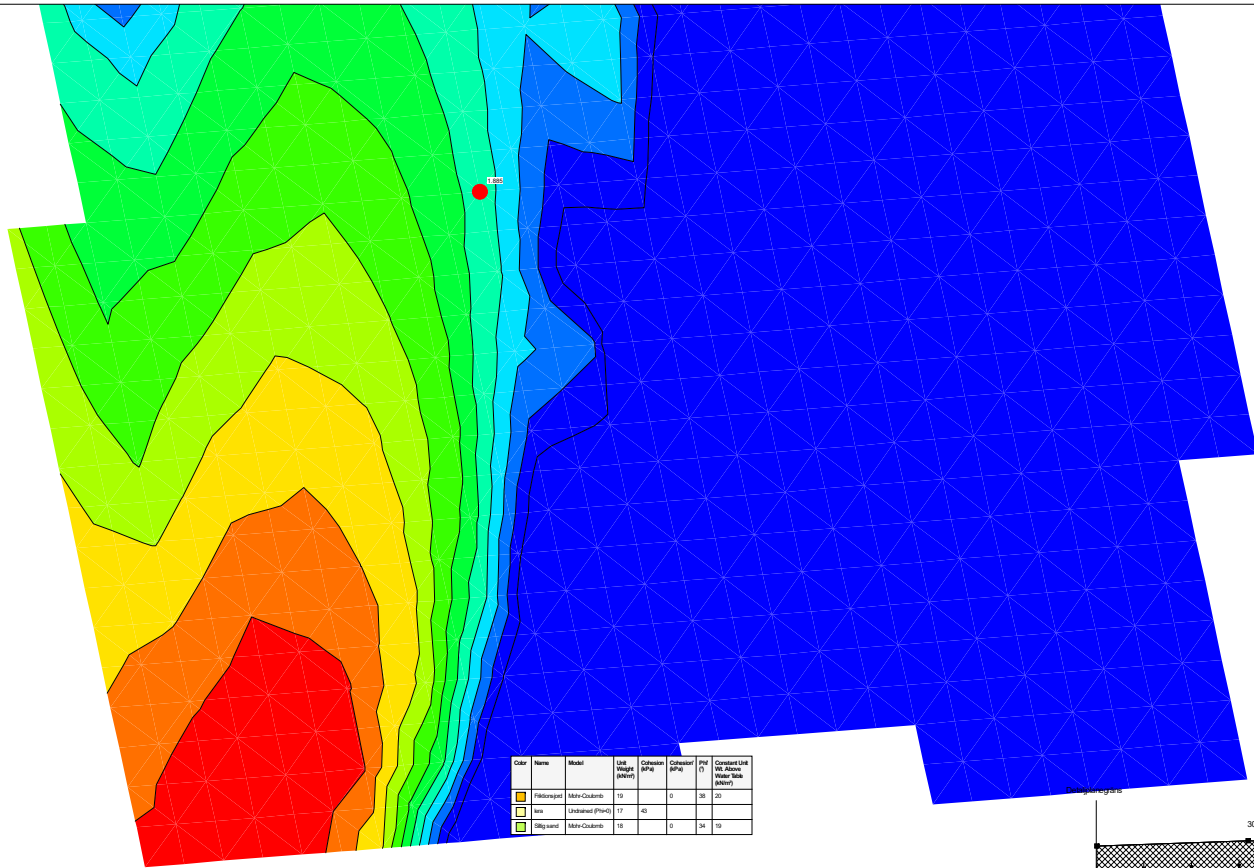 1.885
Color Name Model Unit Weight (kN/m³) Cohesion (kPa) Cohesion' (kPa) Phi' (°) Constant Unit Wt. Above Water Table (kN/m³)
Friktionsjord Mohr-Coulomb 19 0 38 20
lera Undrained (Phi=0) 17 43
Siltig sand Mohr-Coulomb 18 0 34 19
30